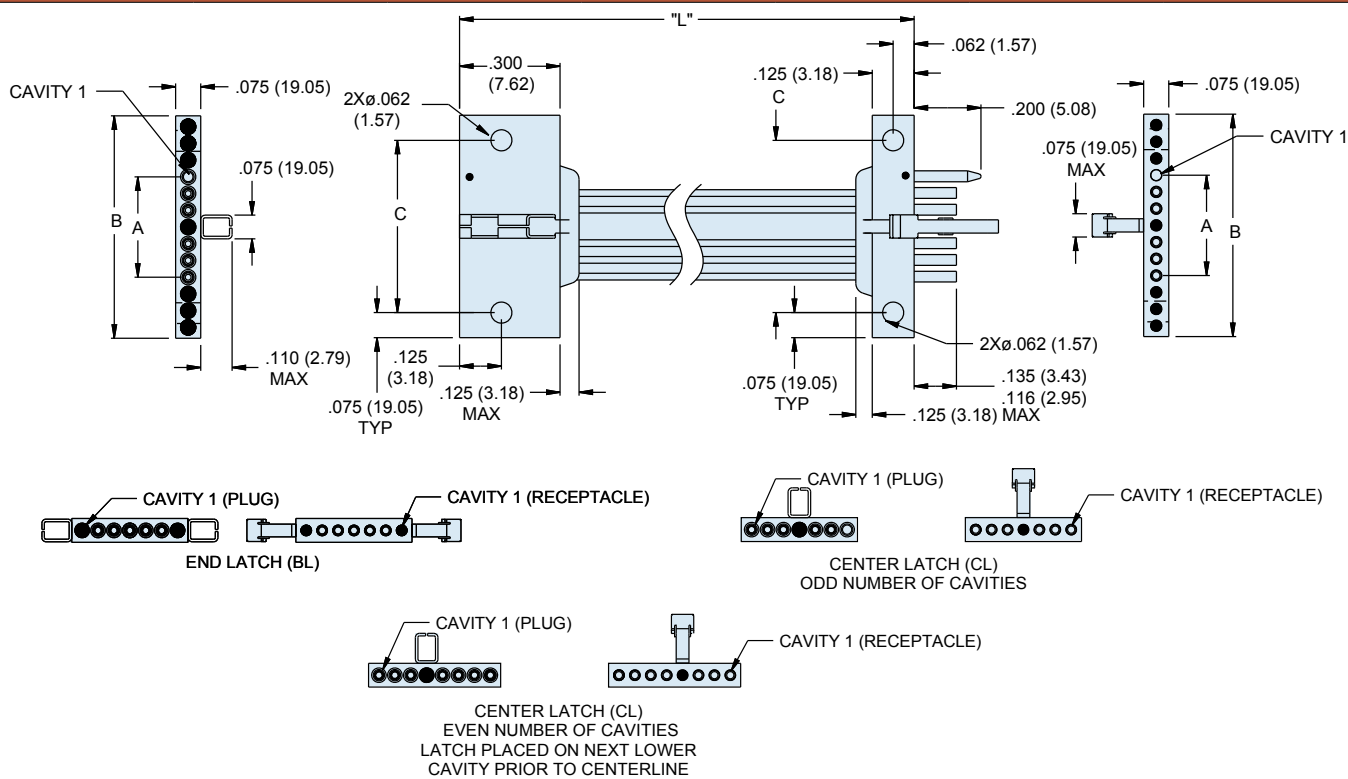 "L"
.062 (1.57)
.300
(7.62)
.125 (3.18)
.075 (19.05)
.075 (19.05)
CAVITY 1
2Xø.062
(1.57)
C
.200 (5.08)
CAVITY 1
.075 (19.05)
.075 (19.05)
MAX
B
A
C
A
B
2Xø.062 (1.57)
.110 (2.79)
MAX
.125
(3.18)
.075 (19.05)
TYP
.125 (3.18)
MAX
.075 (19.05)
TYP
.135 (3.43)
.116 (2.95)
.125 (3.18) MAX
CAVITY 1 (PLUG)
CAVITY 1 (RECEPTACLE)
END LATCH (BL)
CAVITY 1 (PLUG)
CAVITY 1 (RECEPTACLE)
CENTER LATCH (CL)
ODD NUMBER OF CAVITIES
CAVITY 1 (PLUG)
CAVITY 1 (RECEPTACLE)
CENTER LATCH (CL)
EVEN NUMBER OF CAVITIES
LATCH PLACED ON NEXT LOWER
CAVITY PRIOR TO CENTERLINE